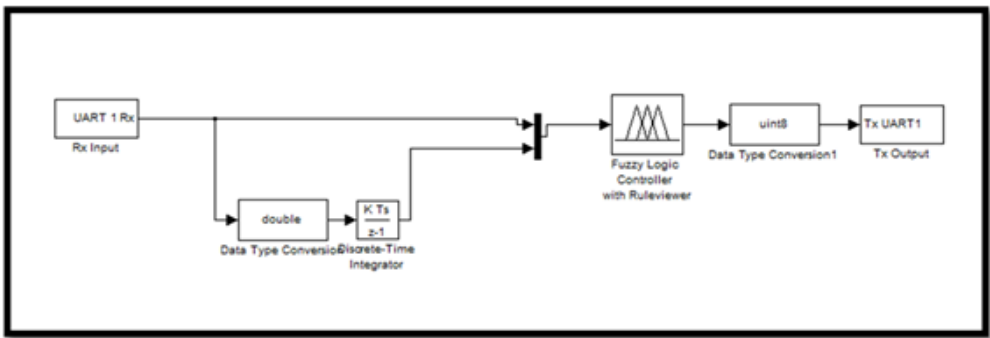 UART 1 Rx
Rx Input
double
Data Type Conversion
K Ts
z-1
Discrete-Time
Integrator
Fuzzy Logic
Controller
with Ruleviewer
uint8
Data Type Conversion1
Tx UART1
Tx Output